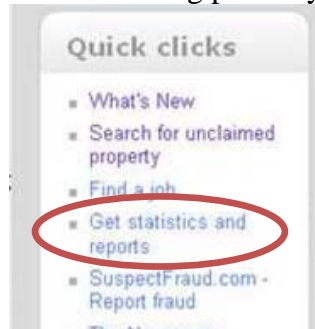 Quick clicks
What's New
Search for unclaimed
property
Find a job
Get statistics and
reports
SuspectFraud.com -
Report fraud